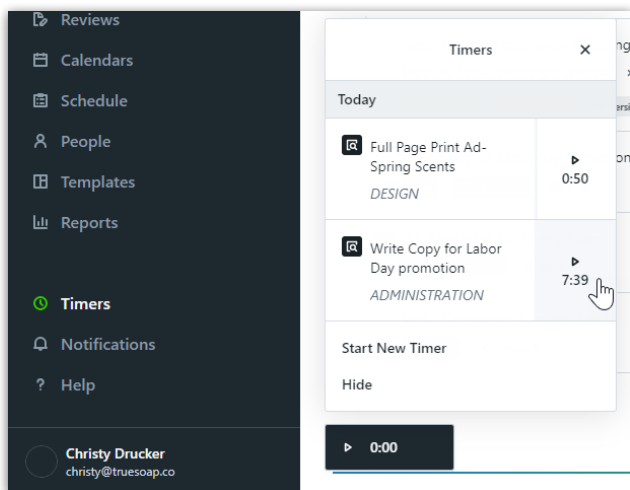 Reviews
Calendars
Schedule
People
Templates
Reports
Timers
Notifications
? Help
Christy Drucker
christy@truesoap.co
Timers
Today
Full Page Print Ad-
Spring Scents
DESIGN
0:50
Write Copy for Labor
Day promotion
ADMINISTRATION
7:39
Start New Timer
Hide
0:00